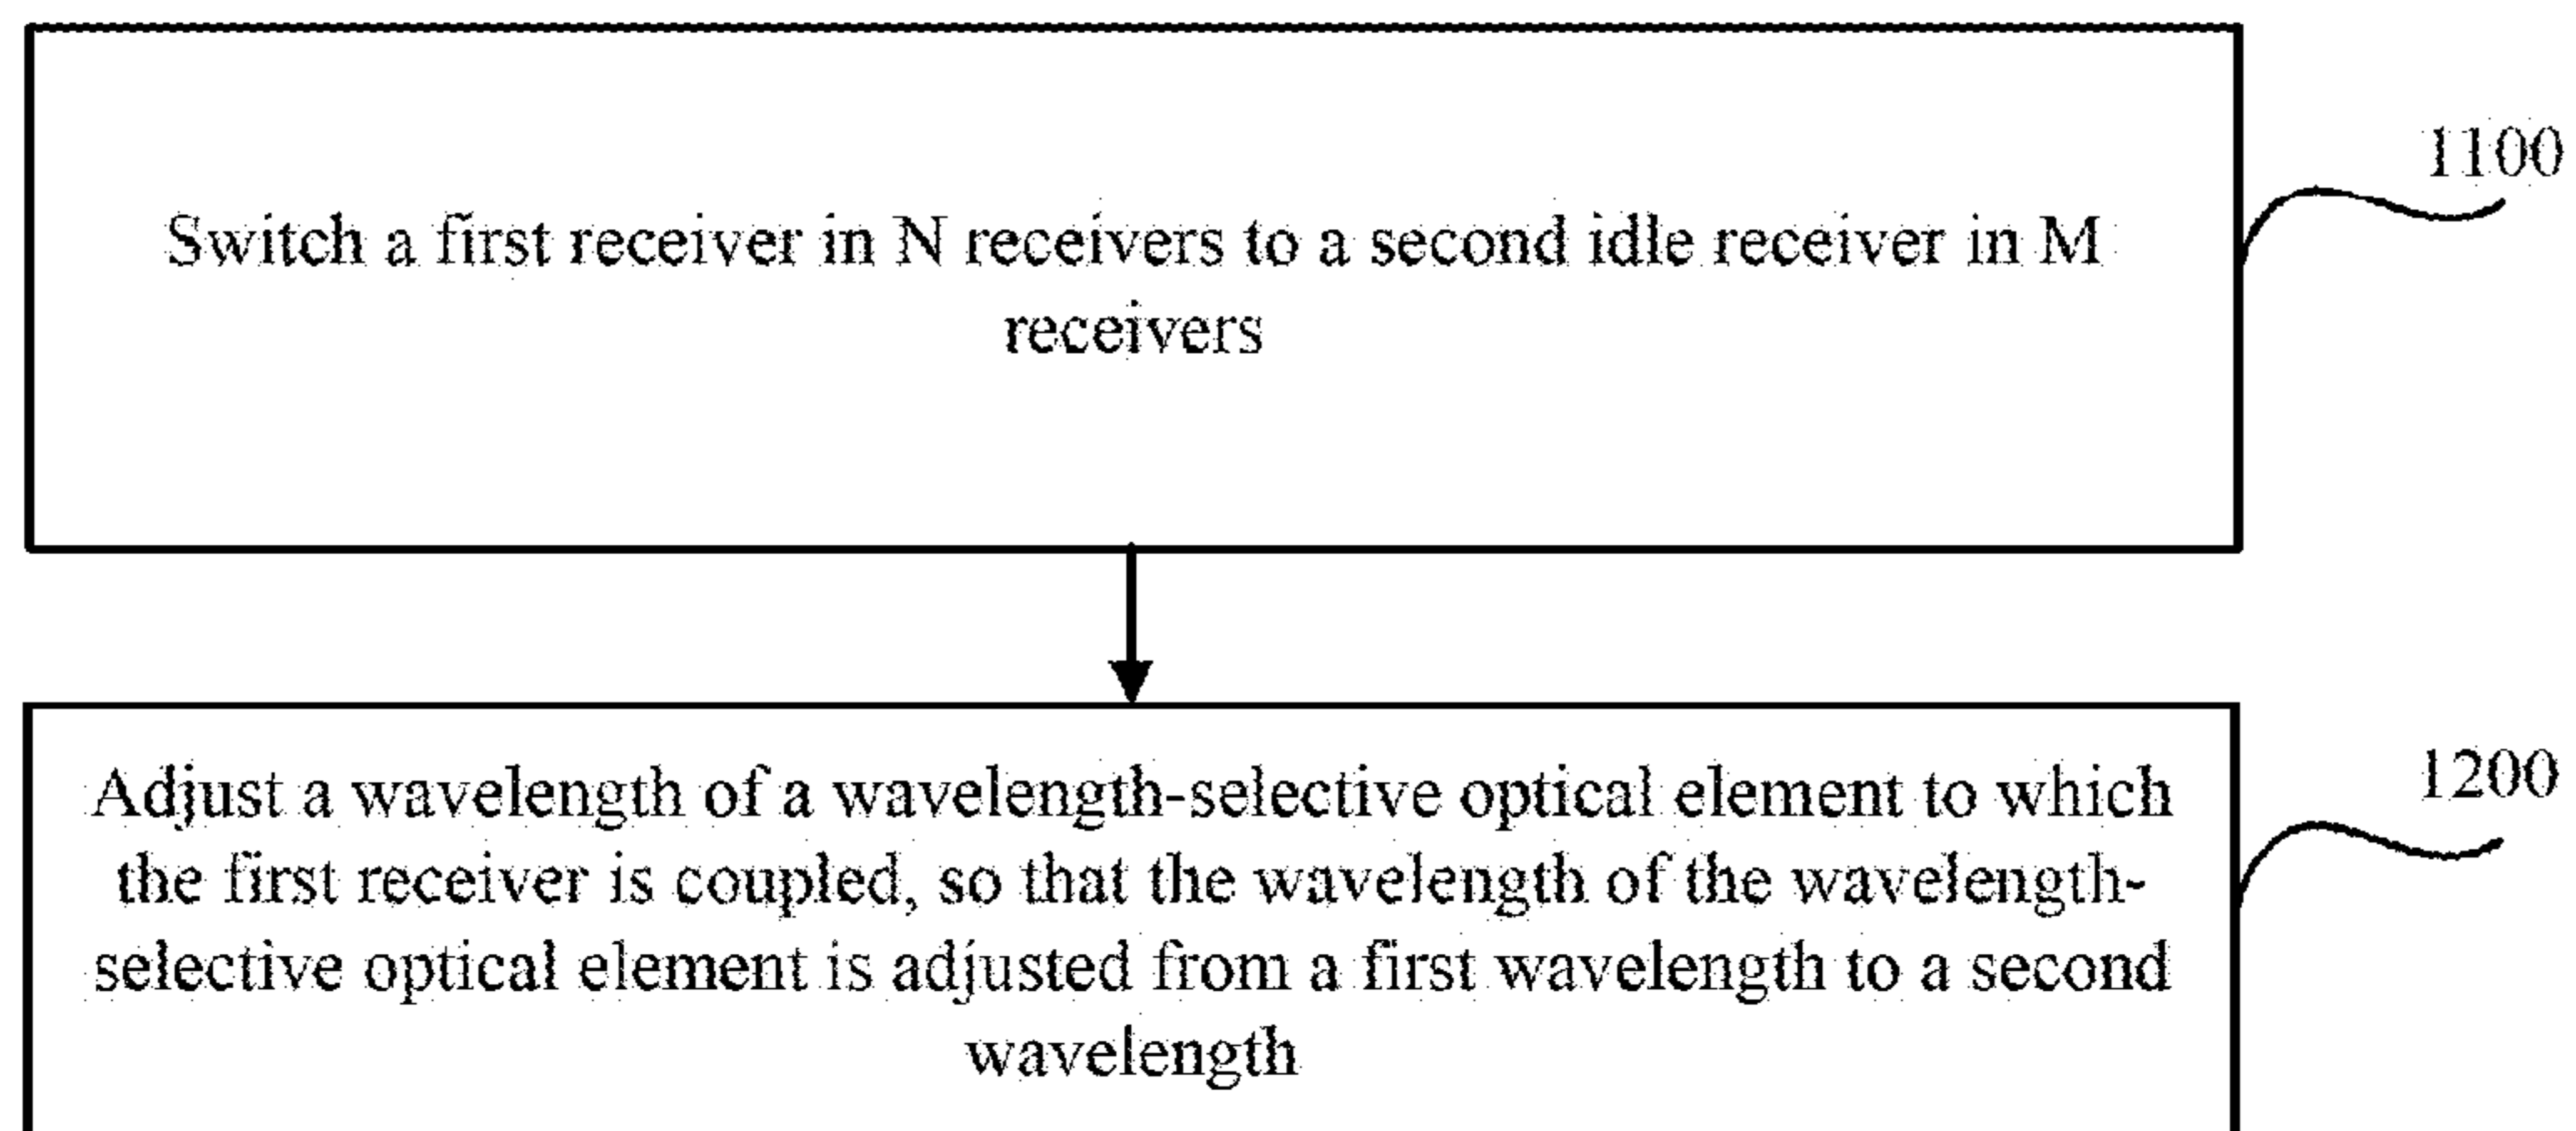 Switch a first receiver in N receivers to a second idle receiver in M
receivers
1100
Adjust a wavelength of a wavelength-selective optical element to which
the first receiver is coupled, so that the wavelength of the wavelength-
selective optical element is adjusted from a first wavelength to a second
wavelength
1200